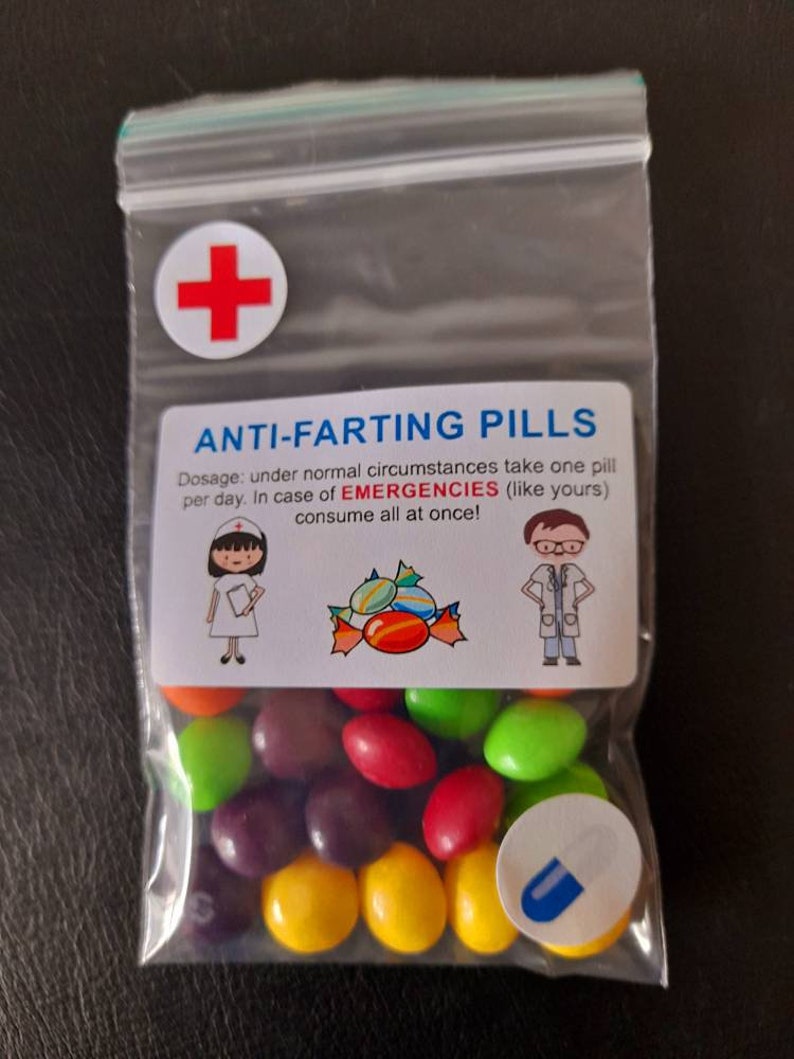 ANTI-FARTING PILLS
Dosage: under normal circumstances take one pill
per day. In case of EMERGENCIES (like yours)
consume all at once!
S